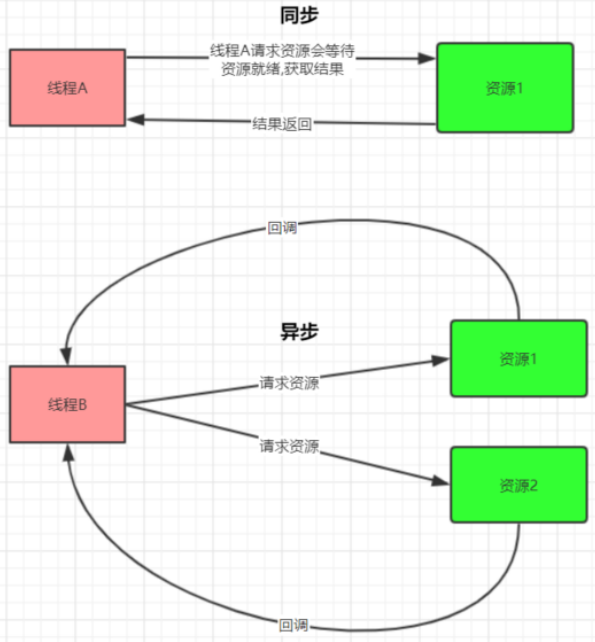 同步
线程A请求资源会等待
资源就绪,获取结果
线程A
资源1
结果返回
回调
异步
资源1
请求资源
线程B
请求资源
资源2
回调